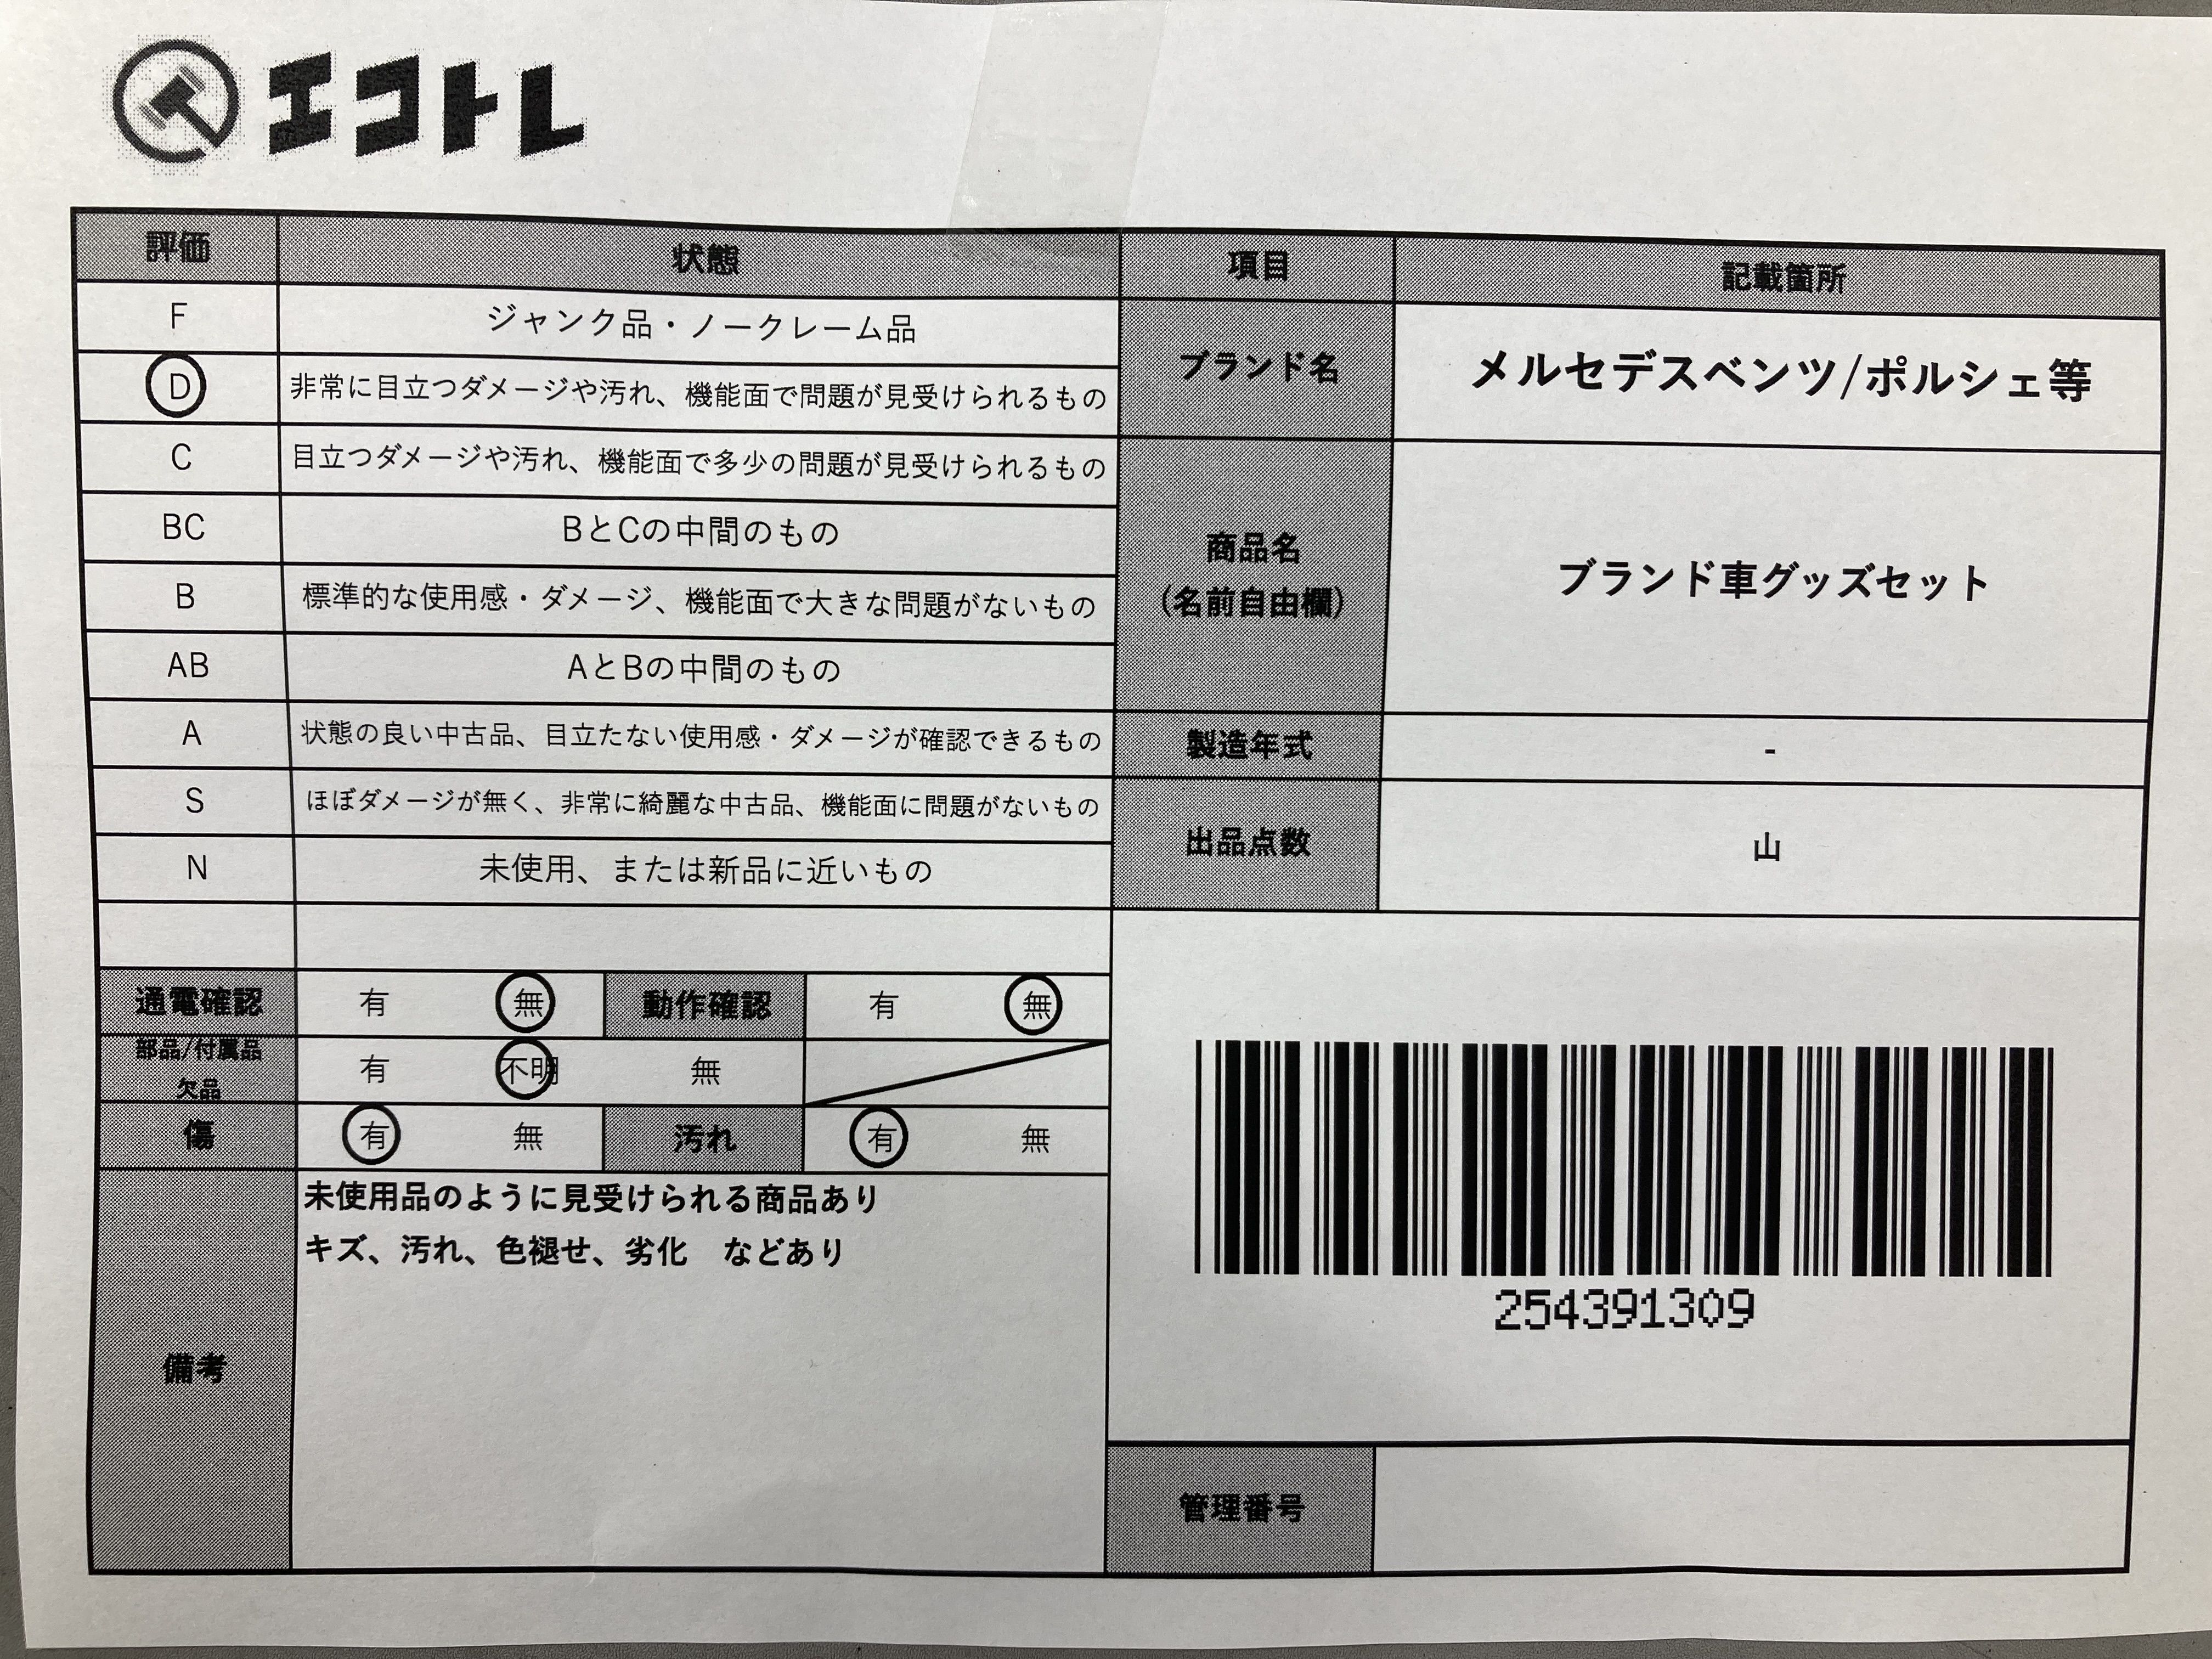 エコトレ
評価 状態 項目 記載箇所
F ジャンク品・ノークレーム品
D 非常に目立つダメージや汚れ、機能面で問題が見受けられるもの
ブランド名 メルセデスベンツ/ポルシェ等
C 目立つダメージや汚れ、機能面で多少の問題が見受けられるもの
BC BとCの中間のもの
商品名
(名前自由欄)
ブランド車グッズセット
B 標準的な使用感・ダメージ、機能面で大きな問題がないもの
AB AとBの中間のもの
A 状態の良い中古品、目立たない使用感・ダメージが確認できるもの
製造年式 -
S ほぼダメージが無く、非常に綺麗な中古品、機能面に問題がないもの
出品点数 山
N 未使用、または新品に近いもの
通電確認 有 無 動作確認 有 無
部品/付属品
欠品
有 不明 無
傷 有 無 汚れ 有 無
備考
未使用品のように見受けられる商品あり
キズ、汚れ、色褪せ、劣化　などあり
254391309
管理番号